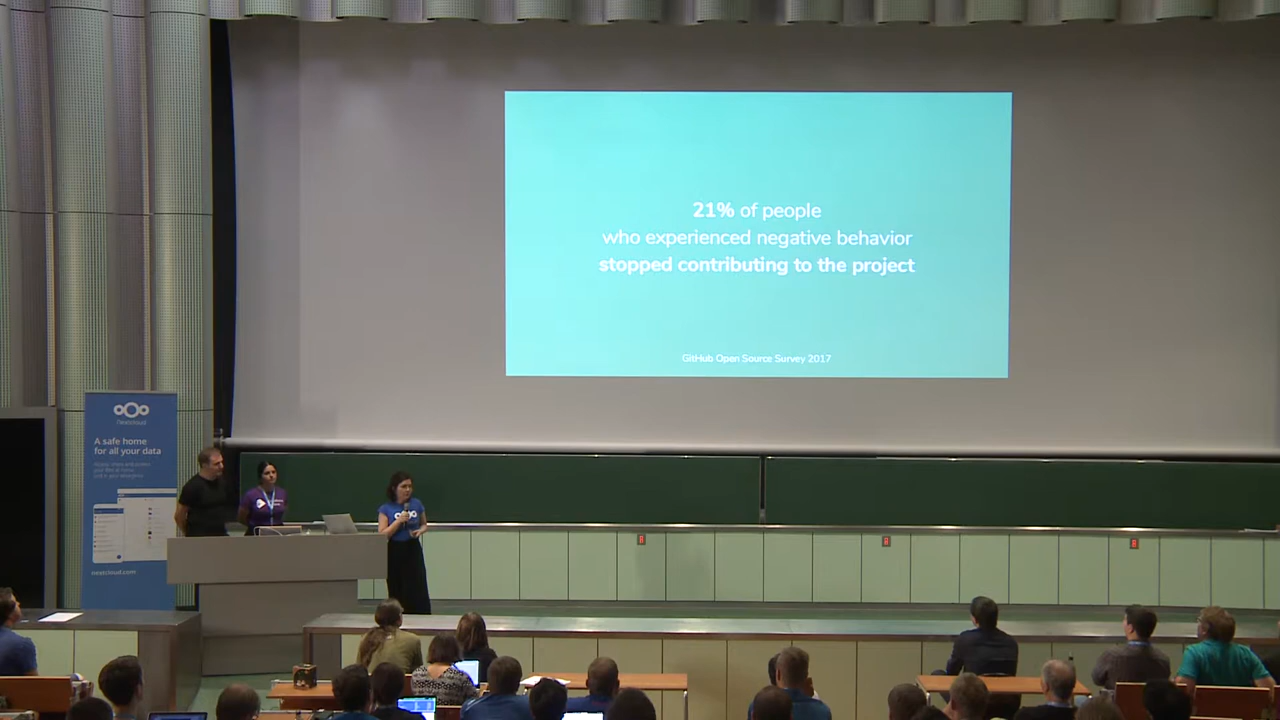 21% of people
who experienced negative behavior
stopped contributing to the project
GitHub Open Source Survey 2017
nextcloud
A safe home
for all your data
nextcloud.com